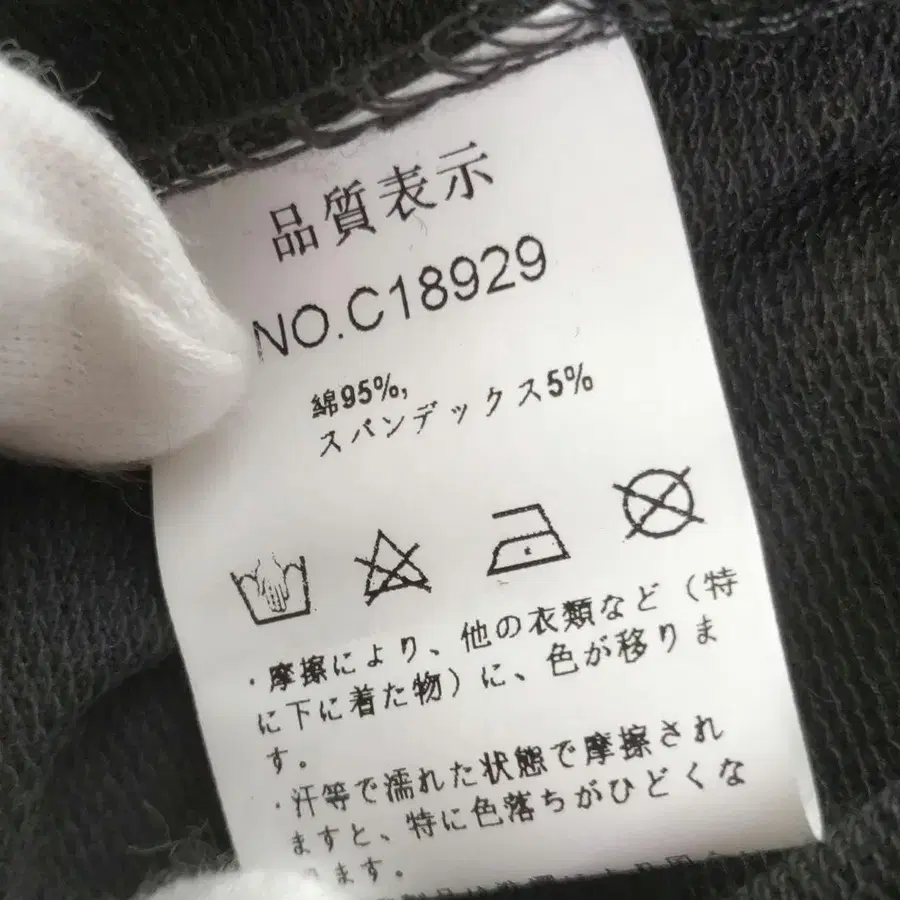 品質表示
NO.C18929
綿95%,
スパンデックス5%
・摩擦により、他の衣類など（特
に下に着た物）に、色が移りま
す。
・汗等で濡れた状態で摩擦され
ますと、特に色落ちがひどくな
ります。